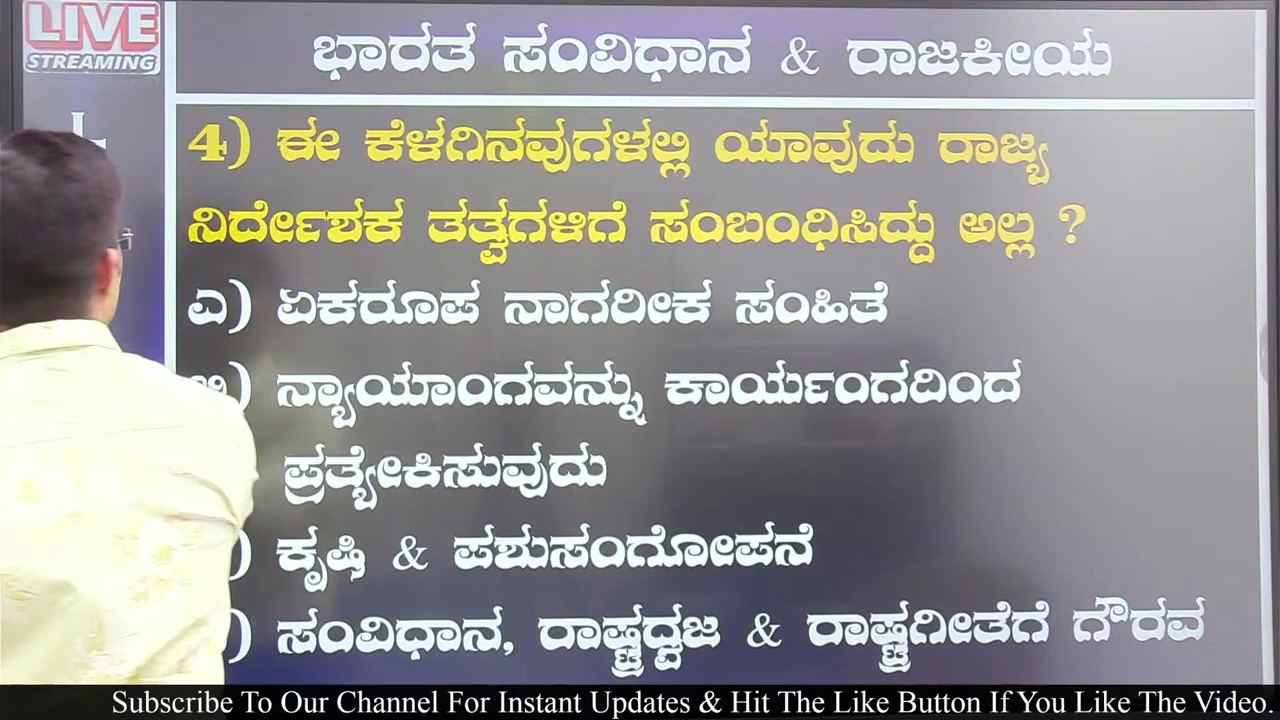 LIVE
STREAMING
ಭಾರತ ಸಂವಿಧಾನ & ರಾಜಕೀಯ
4) ಈ ಕೆಳಗಿನವುಗಳಲ್ಲಿ ಯಾವುದು ರಾಜ್ಯ
ನಿರ್ದೇಶಕ ತತ್ವಗಳಿಗೆ ಸಂಬಂಧಿಸಿದ್ದು ಅಲ್ಲ ?
ಎ) ಏಕರೂಪ ನಾಗರೀಕ ಸಂಹಿತೆ
) ನ್ಯಾಯಾಂಗವನ್ನು ಕಾರ್ಯಂಗದಿಂದ
ಪ್ರತ್ಯೇಕಿಸುವುದು
) ಕೃಷಿ & ಪಶುಸಂಗೋಪನೆ
) ಸಂವಿಧಾನ, ರಾಷ್ಟ್ರದ್ವಜ & ರಾಷ್ಟ್ರಗೀತೆಗೆ ಗೌರವ
Subscribe To Our Channel For Instant Updates & Hit The Like Button If You Like The Video.